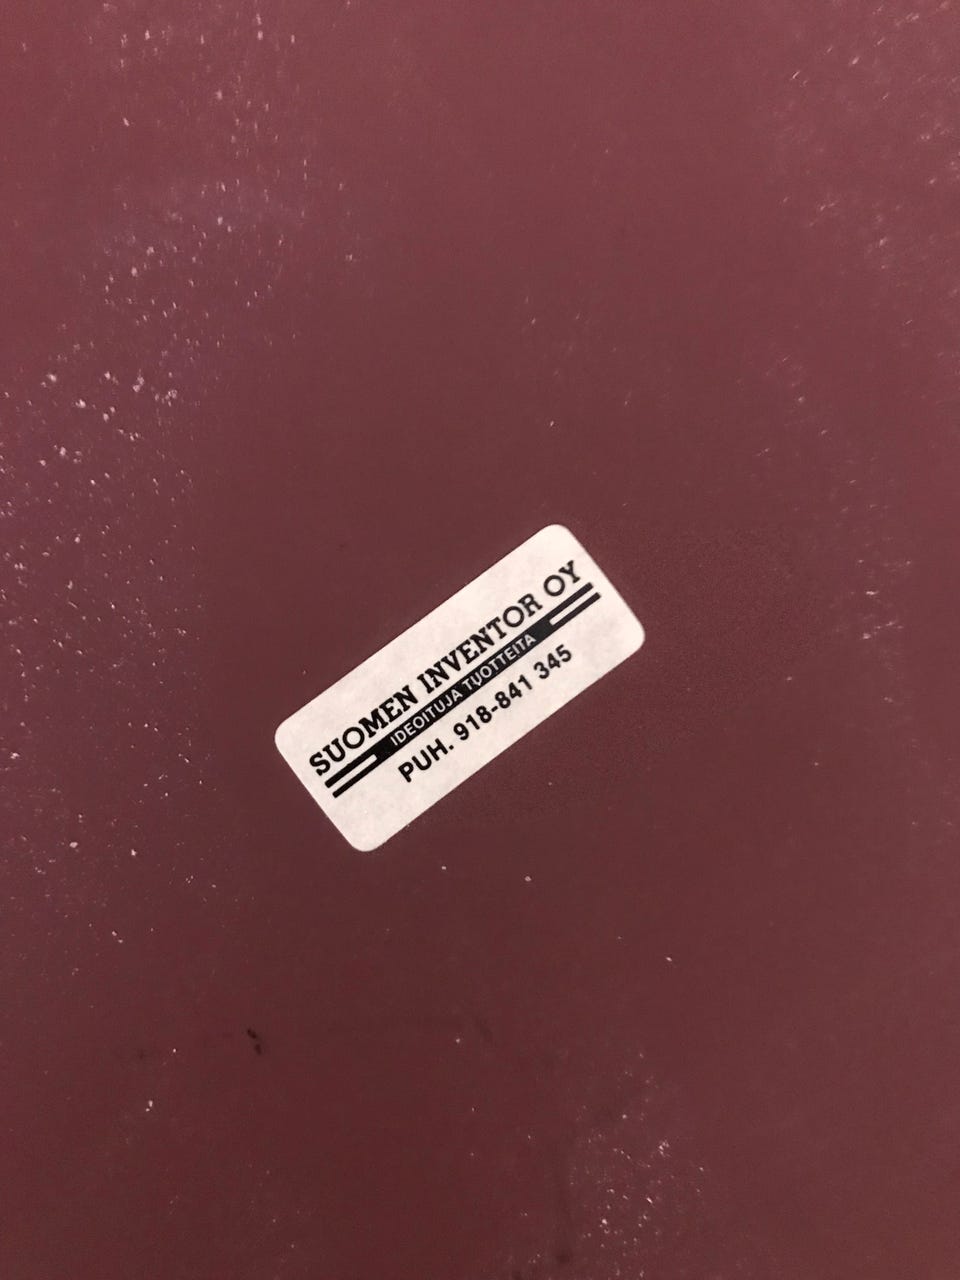 SUOMEN INVENTOR OY
IDEOITUJA TUOTTEITA
PUH. 918-841 345